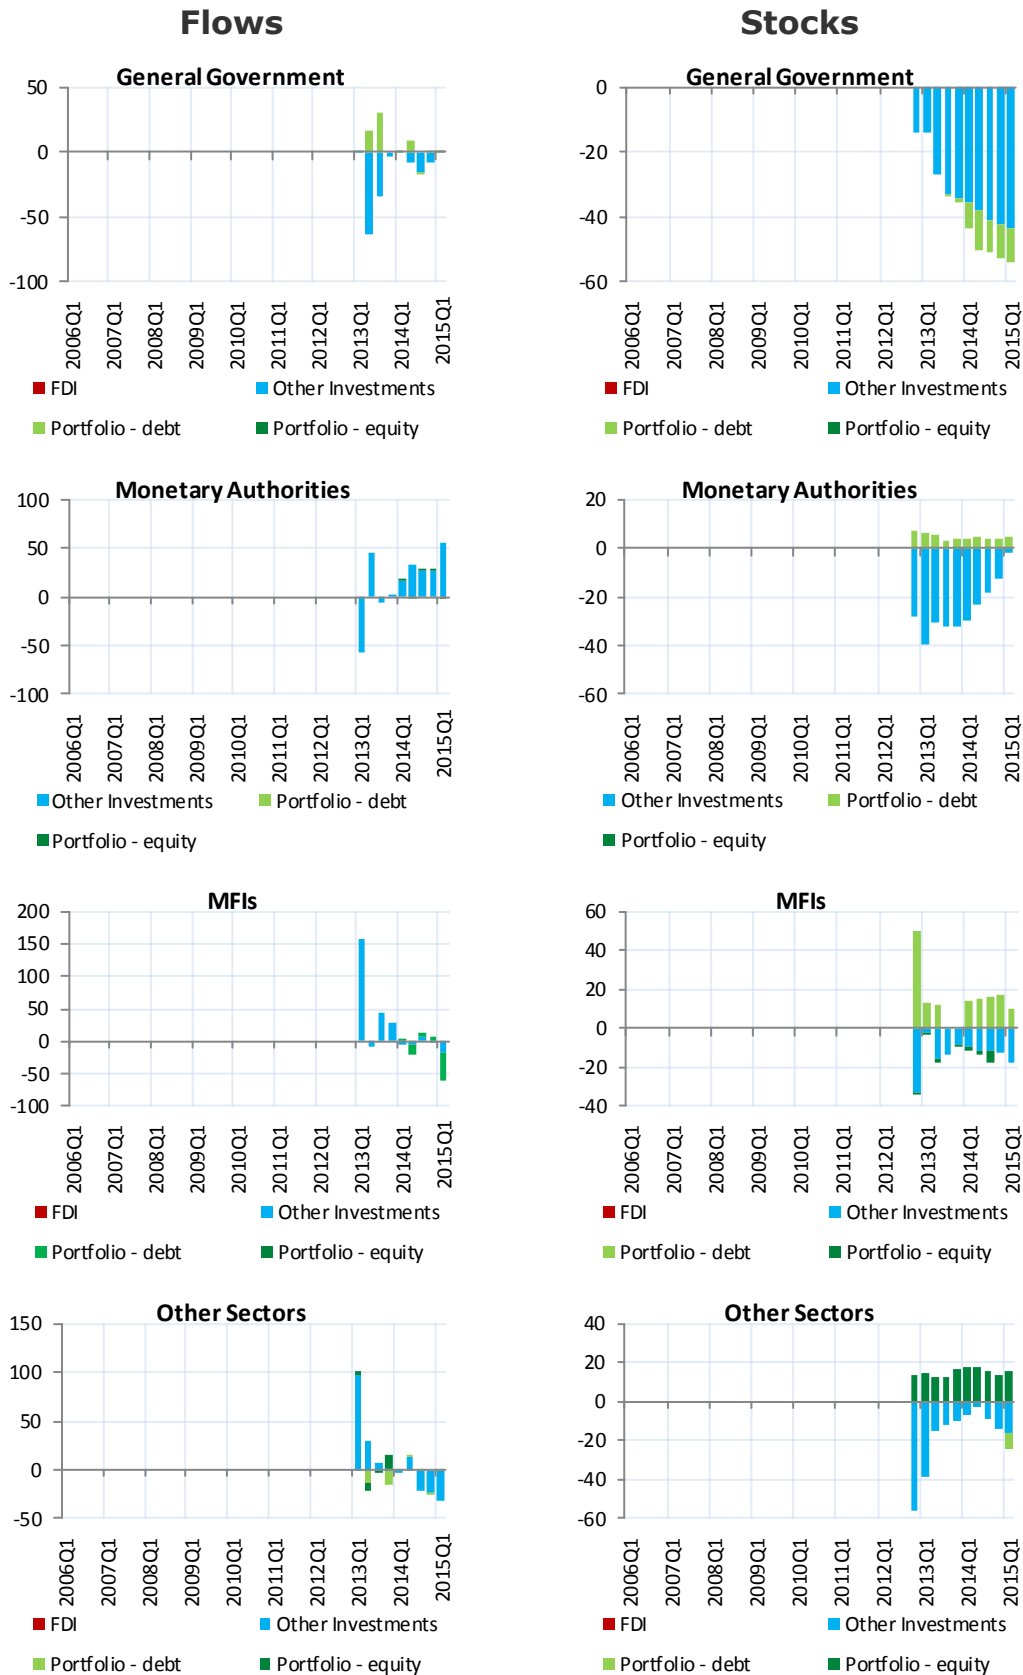 Flows
Stocks
General Government
50
0
-50
-100
2006Q1
2007Q1
2008Q1
2009Q1
2010Q1
2011Q1
2012Q1
2013Q1
2014Q1
2015Q1
FDI
Other Investments
Portfolio - debt
Portfolio - equity
General Government
0
-20
-40
-60
2006Q1
2007Q1
2008Q1
2009Q1
2010Q1
2011Q1
2012Q1
2013Q1
2014Q1
2015Q1
FDI
Other Investments
Portfolio - debt
Portfolio - equity
Monetary Authorities
100
50
0
-50
-100
2006Q1
2007Q1
2008Q1
2009Q1
2010Q1
2011Q1
2012Q1
2013Q1
2014Q1
2015Q1
Other Investments
Portfolio - debt
Portfolio - equity
Monetary Authorities
20
0
-20
-40
-60
2006Q1
2007Q1
2008Q1
2009Q1
2010Q1
2011Q1
2012Q1
2013Q1
2014Q1
2015Q1
Other Investments
Portfolio - debt
Portfolio - equity
MFIs
200
150
100
50
0
-50
-100
2006Q1
2007Q1
2008Q1
2009Q1
2010Q1
2011Q1
2012Q1
2013Q1
2014Q1
2015Q1
FDI
Other Investments
Portfolio - debt
Portfolio - equity
MFIs
60
40
20
0
-20
-40
2006Q1
2007Q1
2008Q1
2009Q1
2010Q1
2011Q1
2012Q1
2013Q1
2014Q1
2015Q1
FDI
Other Investments
Portfolio - debt
Portfolio - equity
Other Sectors
150
100
50
0
-50
2006Q1
2007Q1
2008Q1
2009Q1
2010Q1
2011Q1
2012Q1
2013Q1
2014Q1
2015Q1
FDI
Other Investments
Portfolio - debt
Portfolio - equity
Other Sectors
40
20
0
-20
-40
-60
2006Q1
2007Q1
2008Q1
2009Q1
2010Q1
2011Q1
2012Q1
2013Q1
2014Q1
2015Q1
FDI
Other Investments
Portfolio - debt
Portfolio - equity